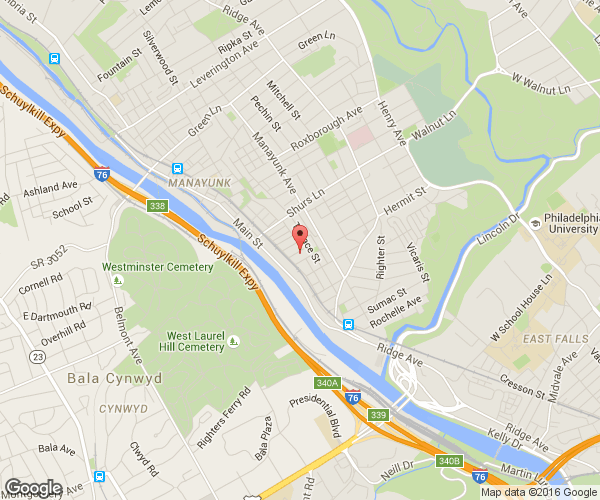 Ridge Ave
Lemonte St
Ripka St
Green Ln
Silverwood St
Leverington Ave
Fountain St
Mitchell St
W Walnut Ln
Schuylkill Expy
Pechin St
Henry Ave
Green Ln
Roxborough Ave
Walnut Ln
76
Manayunk Ave
MANAYUNK
Ashland Ave
Shurs Ln
School St
338
Hermit St
Main St
Lincoln Dr
Philadelphia
University
SR 3052
Schuylkill Expy
Righter St
Vicaris St
Westminster Cemetery
Cornell Rd
W School House Ln
Sumac St
E Dartmouth Rd
Rochelle Ave
Overhill Rd
Belmont Ave
West Laurel
Hill Cemetery
EAST FALLS
23
Ridge Ave
Midvale Ave
Bala Cynwyd
340A
Cresson St
76
CYNWYD
Righters Ferry Rd
Presidential Blvd
339
Bala Plaza
Ridge Ave
Kelly Dr
Bala Ave
Clwyd Rd
340B
Neill Dr
76
Google
Google
Map data ©2016 Google